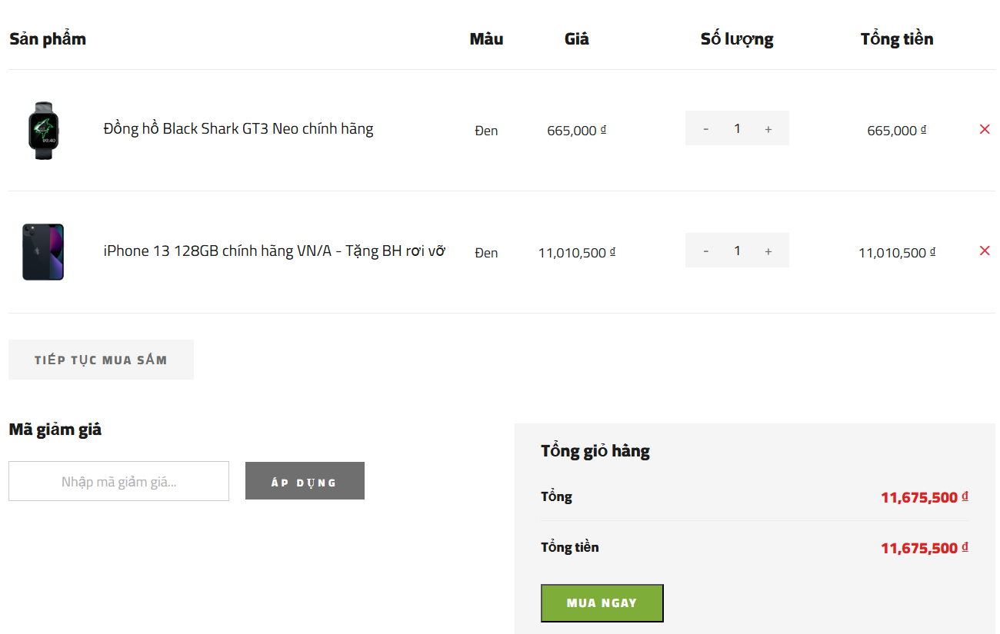 Sản phẩm Màu Giá Số lượng Tổng tiền
09:40
Đồng hồ Black Shark GT3 Neo chính hãng Đen 665,000 ₫ - 1 + 665,000 ₫ ×
iPhone 13 128GB chính hãng VN/A - Tặng BH rơi vỡ Đen 11,010,500 ₫ - 1 + 11,010,500 ₫ ×
TIẾP TỤC MUA SẮM
Mã giảm giá
Nhập mã giảm giá...
ÁP DỤNG
Tổng giỏ hàng
Tổng 11,675,500 ₫
Tổng tiền 11,675,500 ₫
MUA NGAY